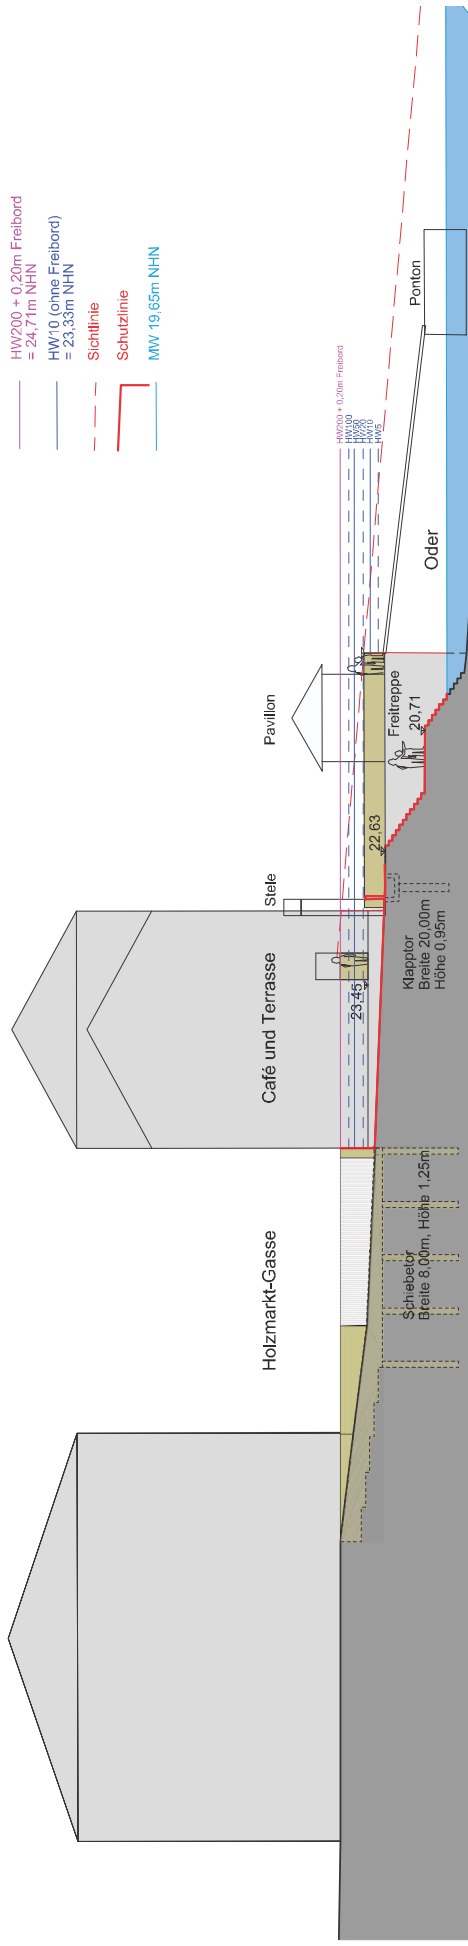 HW200 + 0,20m Freibord
= 24,71m NHN
HW10 (ohne Freibord)
= 23,33m NHN
Sichtlinie
Schutzlinie
MW 19,65m NHN
HW200 + 0,20m Freibord
HW100
HW50
HW20
HW10
HW5
Holzmarkt-Gasse
Café und Terrasse
Stele
Pavillon
Ponton
Oder
Freitreppe
20,71
22,63
23,45
Klapptor
Breite 20,00m
Höhe 0,95m
Schiebetor
Breite 8,00m, Höhe 1,25m